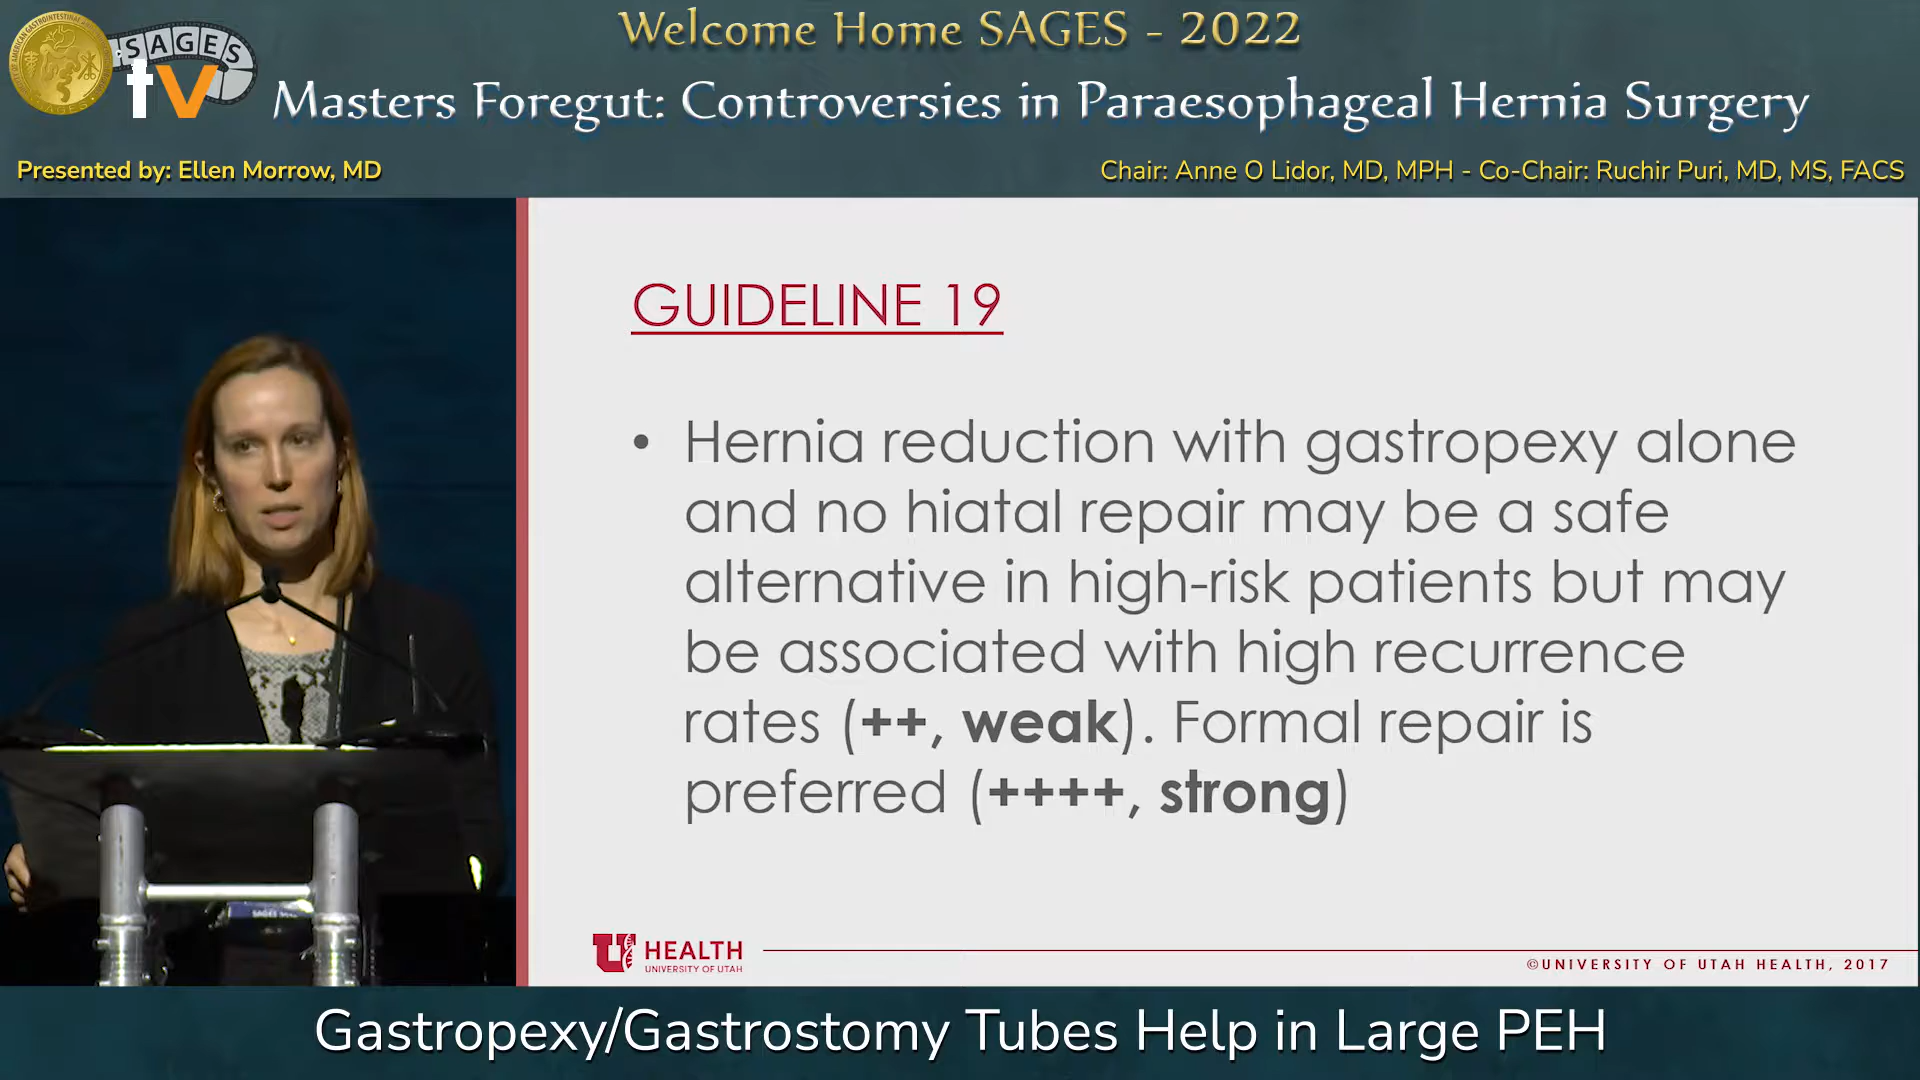 Welcome Home SAGES - 2022
SAGES
tv
Masters Foregut: Controversies in Paraesophageal Hernia Surgery
Presented by: Ellen Morrow, MD
Chair: Anne O Lidor, MD, MPH - Co-Chair: Ruchir Puri, MD, MS, FACS
GUIDELINE 19
• Hernia reduction with gastropexy alone
and no hiatal repair may be a safe
alternative in high-risk patients but may
be associated with high recurrence
rates (++, weak). Formal repair is
preferred (++++, strong)
U HEALTH
UNIVERSITY OF UTAH
©UNIVERSITY OF UTAH HEALTH, 2017
Gastropexy/Gastrostomy Tubes Help in Large PEH